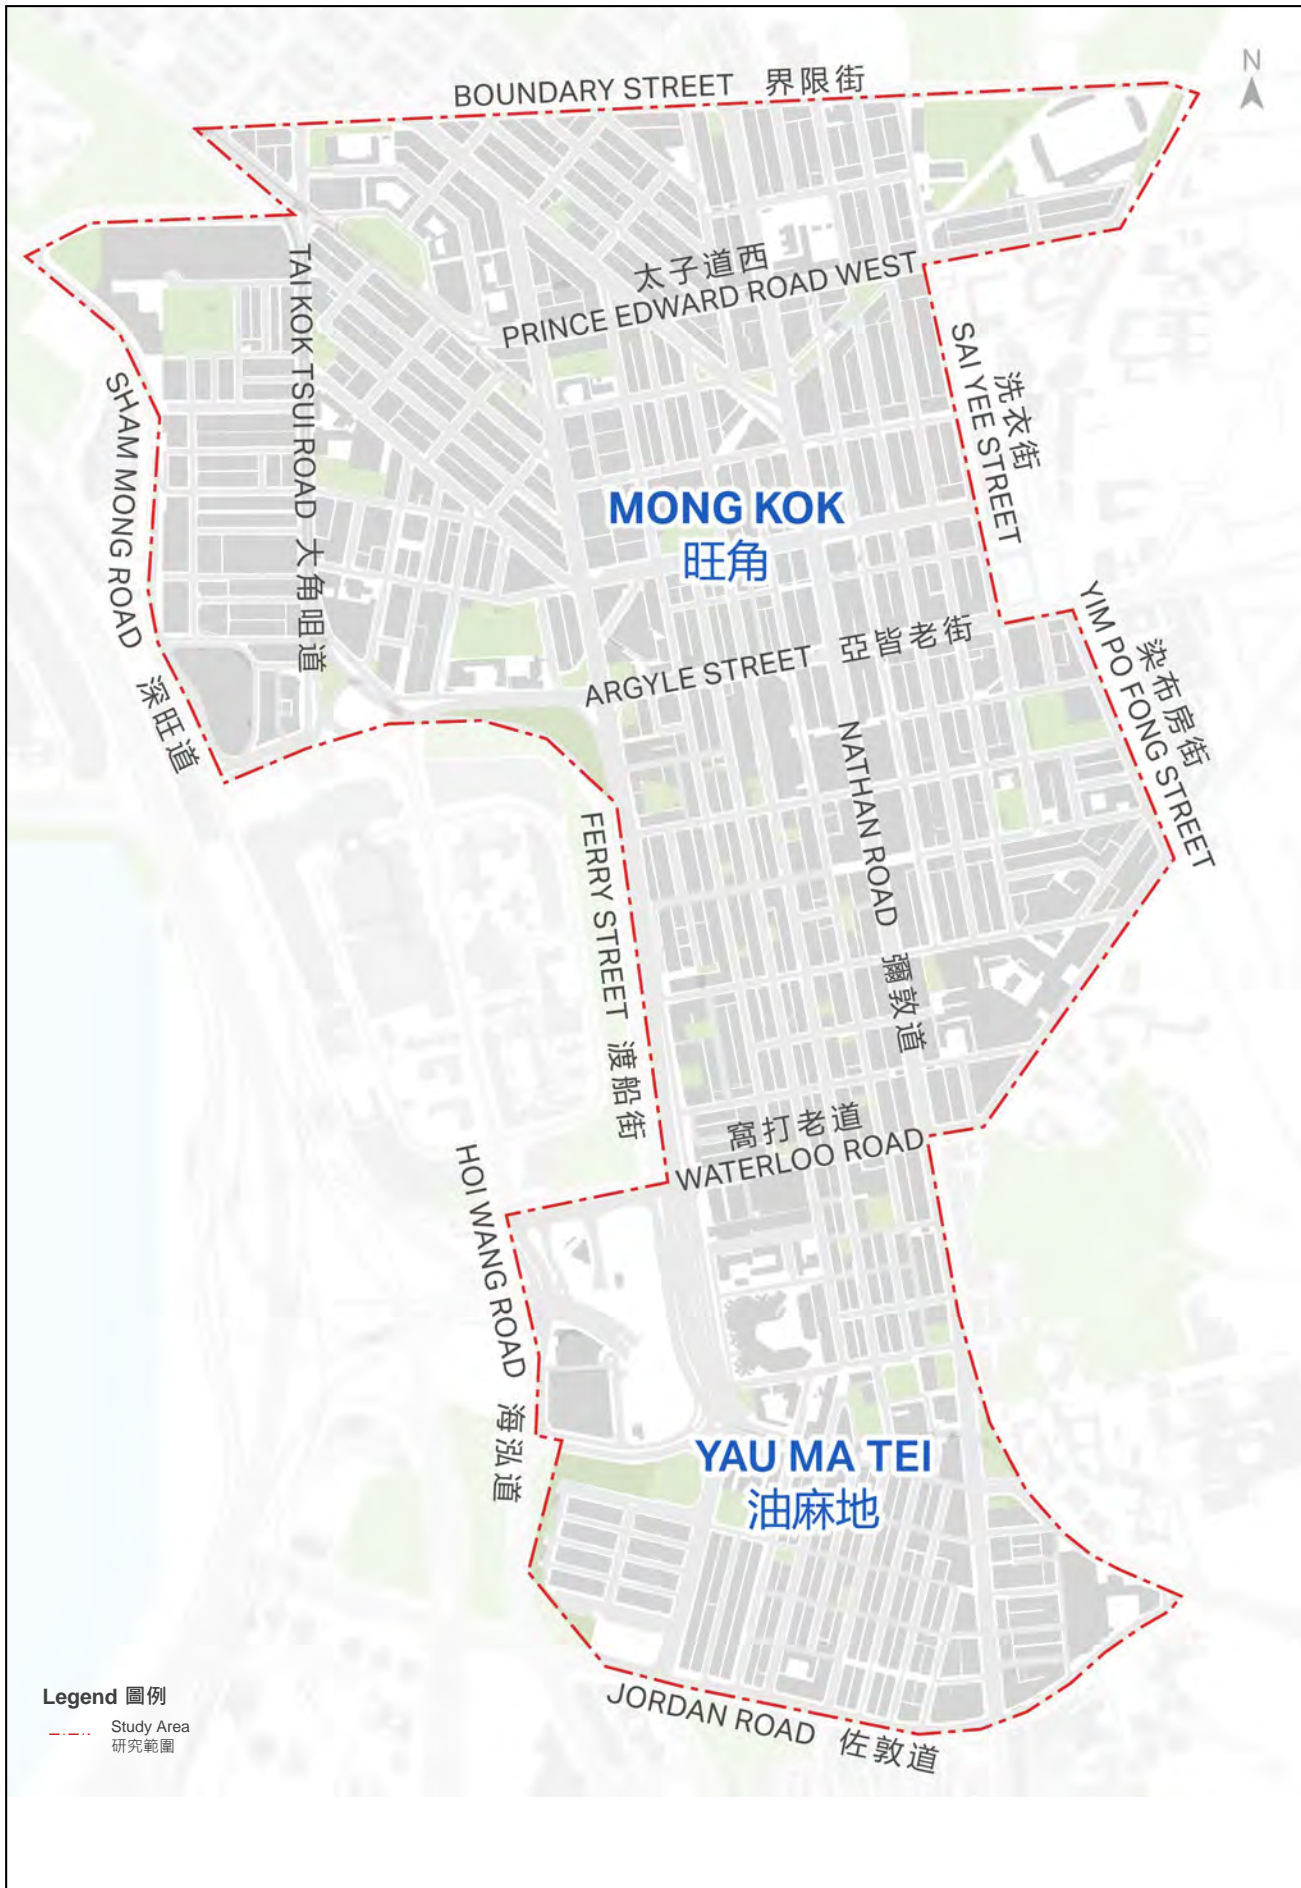 BOUNDARY STREET 界限街
N
太子道西
PRINCE EDWARD ROAD WEST
TAI KOK TSUI ROAD 大角咀道
洗衣街
SAI YEE STREET
SHAM MONG ROAD 深旺道
MONG KOK
旺角
ARGYLE STREET 亞皆老街
染布房街
YIM PO FONG STREET
NATHAN ROAD 彌敦道
FERRY STREET 渡船街
窩打老道
WATERLOO ROAD
HOI WANG ROAD 海泓道
YAU MA TEI
油麻地
JORDAN ROAD 佐敦道
Legend 圖例
Study Area
研究範圍